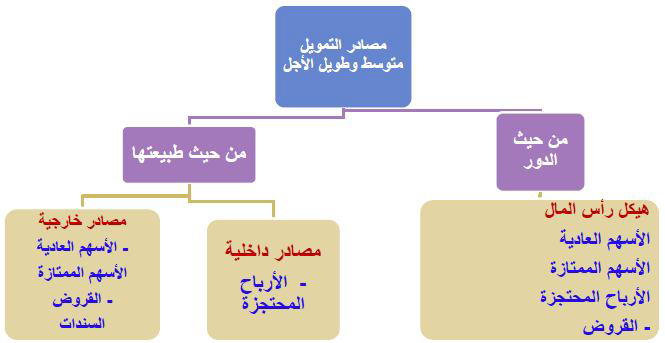 مصادر التمويل
متوسط وطويل الأجل
من حيث
الدور
من حيث طبيعتها
هيكل رأس المال
الأسهم العادية
الأسهم الممتازة
الأرباح المحتجزة
- القروض
مصادر داخلية
- الأرباح
المحتجزة
مصادر خارجية
- الأسهم العادية
الأسهم الممتازة
- القروض
السندات